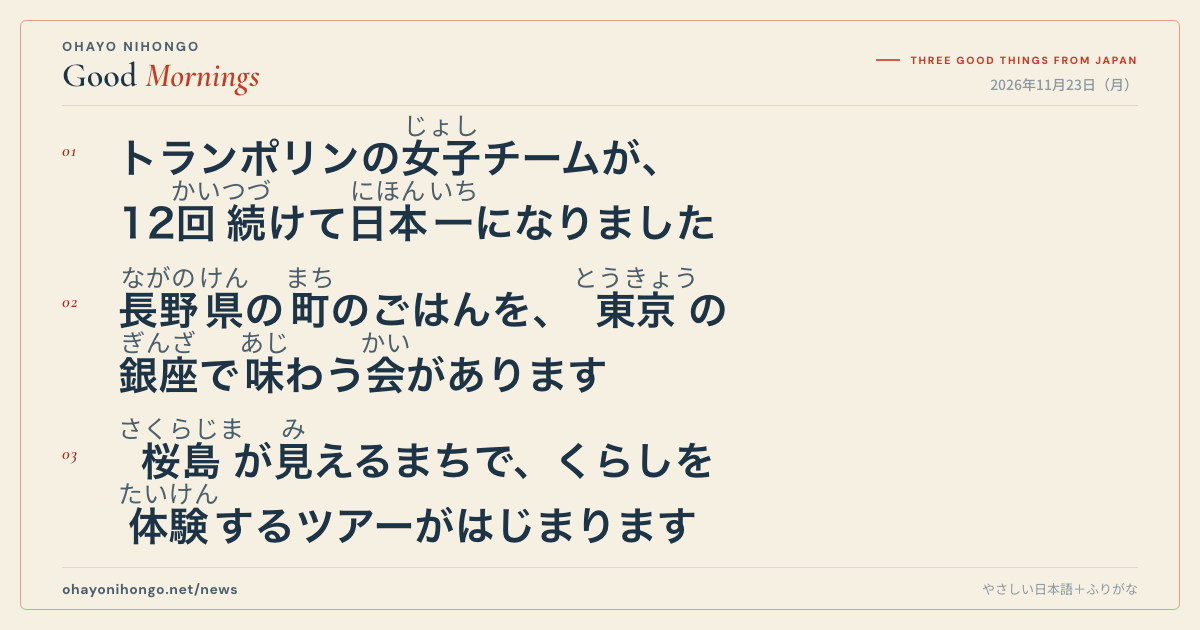 OHAYO NIHONGO
Good Mornings
THREE GOOD THINGS FROM JAPAN
2026年11月23日（月）
01
じょし
トランポリンの女子チームが、
かいつづ にほんいち
12回続けて日本一になりました
02
ながのけん まち とうきょう
長野県の町のごはんを、東京の
ぎんざ あじ かい
銀座で味わう会があります
03
さくらじま み
桜島が見えるまちで、くらしを
たいけん
体験するツアーがはじまります
ohayonihongo.net/news
やさしい日本語＋ふりがな